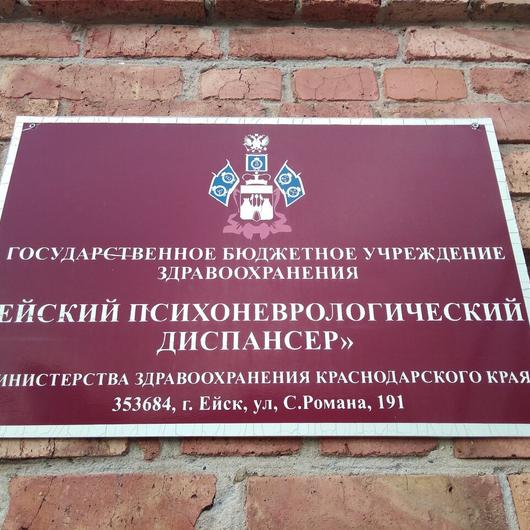 ГОСУДАРСТВЕННОЕ БЮДЖЕТНОЕ УЧРЕЖДЕНИЕ
ЗДРАВООХРАНЕНИЯ
ЕЙСКИЙ ПСИХОНЕВРОЛОГИЧЕСКИЙ
ДИСПАНСЕР»
ИНИСТЕРСТВА ЗДРАВООХРАНЕНИЯ КРАСНОДАРСКОГО КРАЯ
353684, г. Ейск, ул, С.Романа, 191